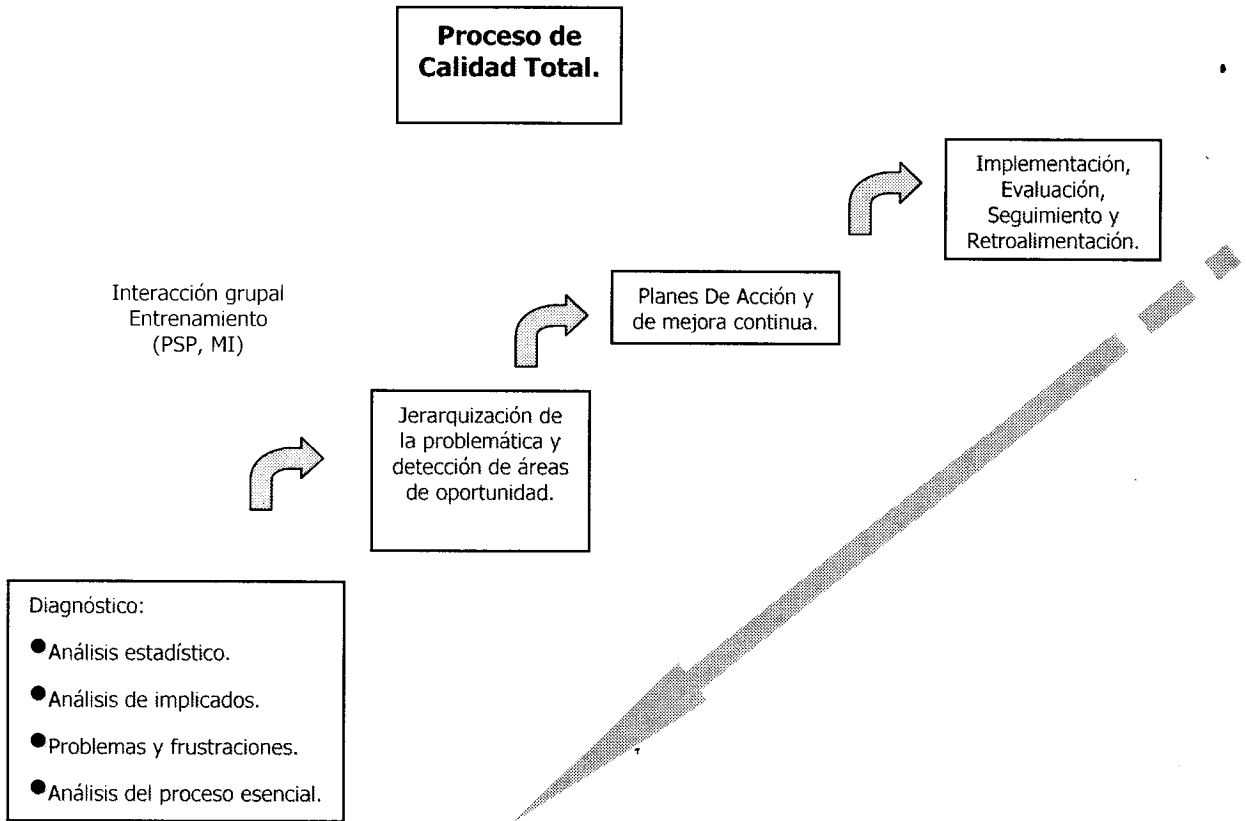 Proceso de
Calidad Total.
Implementación,
Evaluación,
Seguimiento y
Retroalimentación.
Planes De Acción y
de mejora continua.
Interacción grupal
Entrenamiento
(PSP, MI)
Jerarquización de
la problemática y
detección de áreas
de oportunidad.
Diagnóstico:
●Análisis estadístico.
●Análisis de implicados.
●Problemas y frustraciones.
●Análisis del proceso esencial.